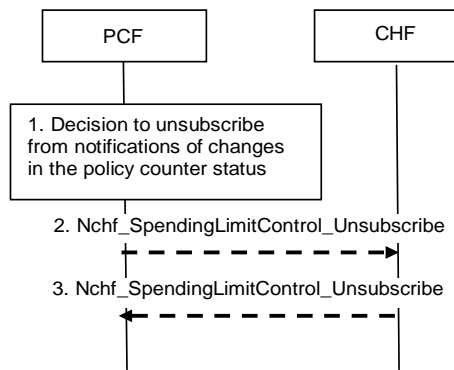 PCF
CHF
1. Decision to unsubscribe
from notifications of changes
in the policy counter status
2. Nchf_SpendingLimitControl_Unsubscribe
3. Nchf_SpendingLimitControl_Unsubscribe